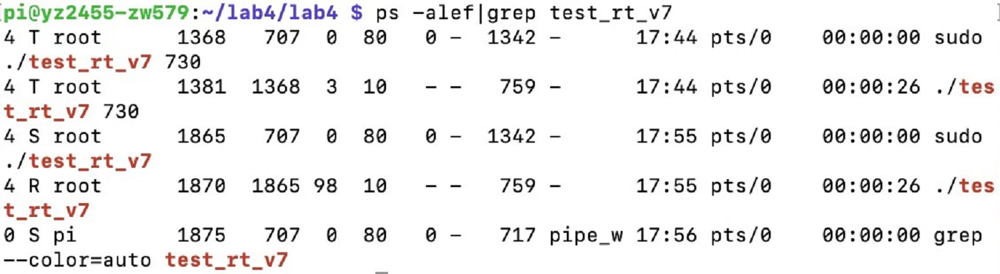 pi@yz2455-zw579:~/lab4/lab4 $ ps -alef|grep test_rt_v7
4 T root 1368 707 0 80 0 - 1342 - 17:44 pts/0 00:00:00 sudo
./test_rt_v7 730
4 T root 1381 1368 3 10 - - 759 - 17:44 pts/0 00:00:26 ./tes
t_rt_v7 730
4 S root 1865 707 0 80 0 - 1342 - 17:55 pts/0 00:00:00 sudo
./test_rt_v7
4 R root 1870 1865 98 10 - - 759 - 17:55 pts/0 00:00:26 ./tes
t_rt_v7
0 S pi 1875 707 0 80 0 - 717 pipe_w 17:56 pts/0 00:00:00 grep
--color=auto test_rt_v7